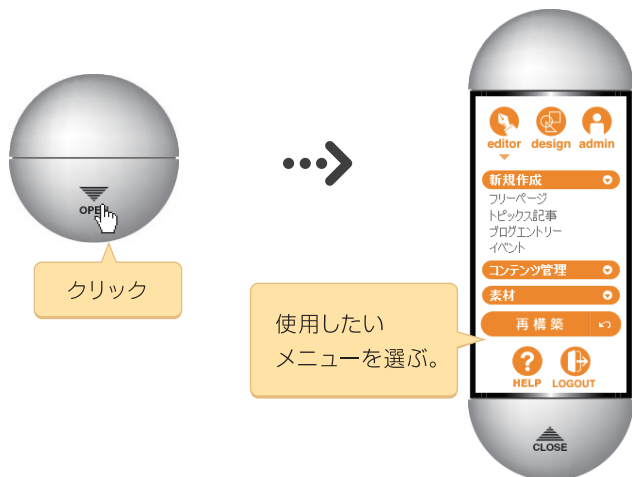 OPEN
クリック
使用したい
メニューを選ぶ。
editor design admin
新規作成
フリーページ
トピックス記事
ブログエントリー
イベント
コンテンツ管理
素材
再構築
?
HELP LOGOUT
CLOSE